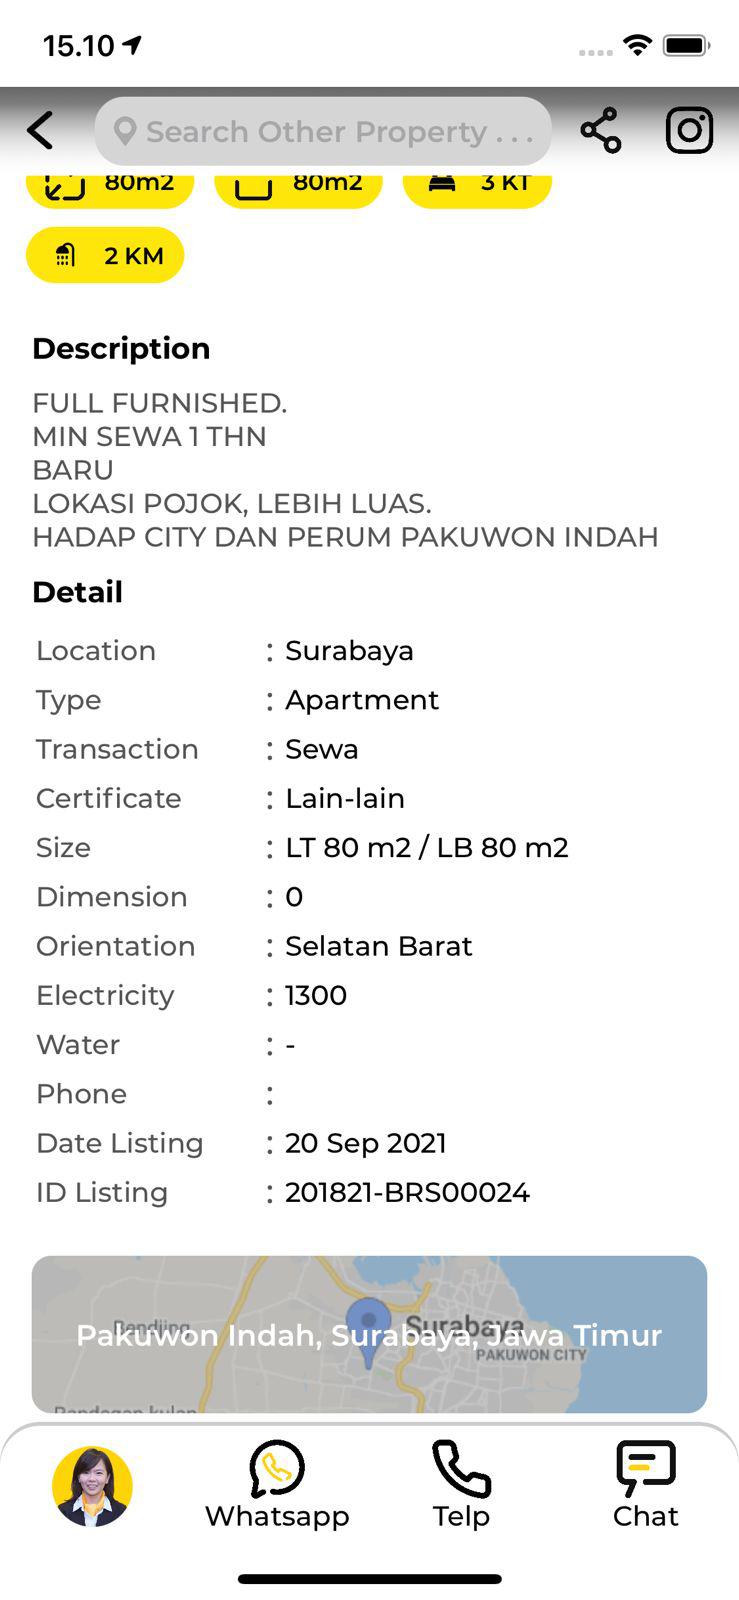 15.10
Search Other Property . . .
80m2 80m2 3 KT
2 KM
Description
FULL FURNISHED.
MIN SEWA 1 THN
BARU
LOKASI POJOK, LEBIH LUAS.
HADAP CITY DAN PERUM PAKUWON INDAH
Detail
Location : Surabaya
Type : Apartment
Transaction : Sewa
Certificate : Lain-lain
Size : LT 80 m2 / LB 80 m2
Dimension : 0
Orientation : Selatan Barat
Electricity : 1300
Water : -
Phone :
Date Listing : 20 Sep 2021
ID Listing : 201821-BRS00024
Surabaya
Pakuwon Indah, Surabaya, Jawa Timur
PAKUWON CITY
Whatsapp Telp Chat